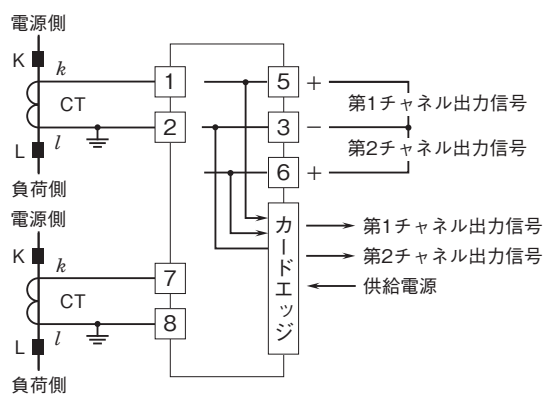 電源側
K
k
CT
L
l
負荷側
1
2
5 +
第1チャネル出力信号
3 −
第2チャネル出力信号
6 +
カードエッジ
第1チャネル出力信号
第2チャネル出力信号
供給電源
電源側
K
k
CT
L
l
負荷側
7
8